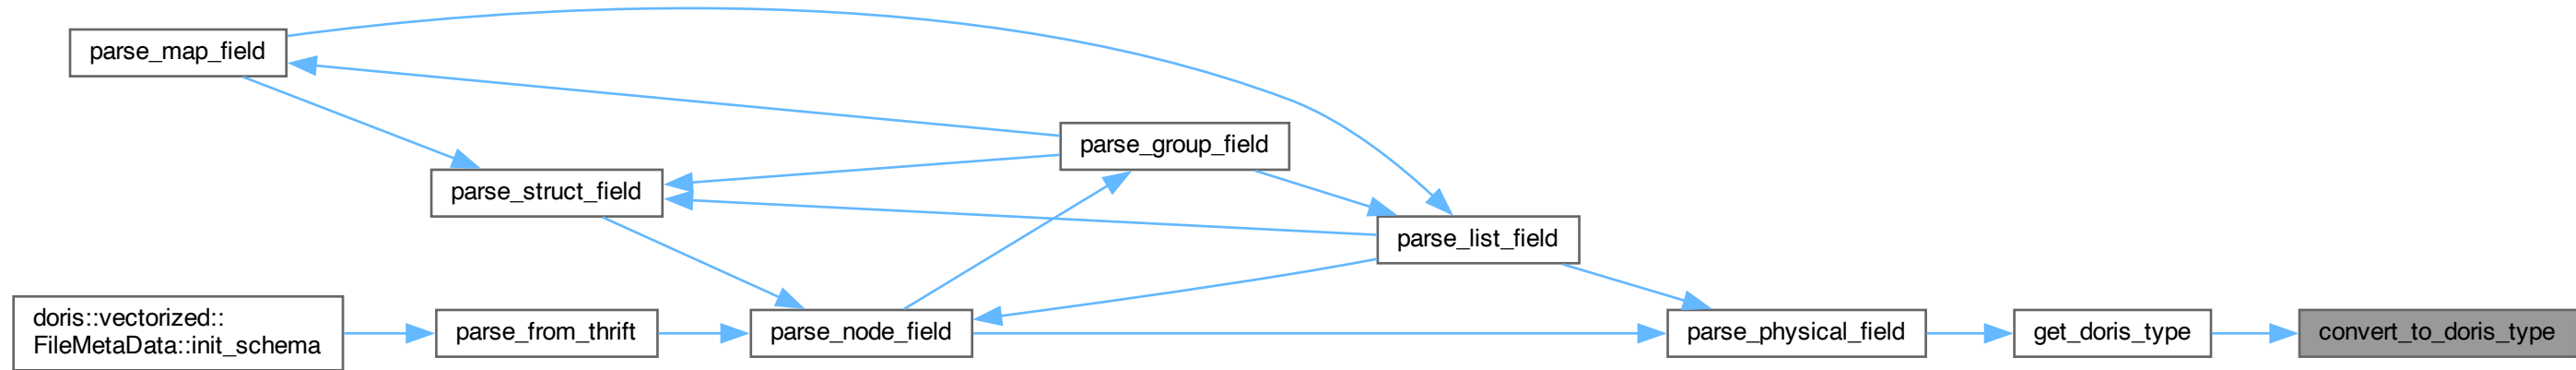 parse_map_field
parse_group_field
parse_struct_field
parse_list_field
doris::vectorized::
FileMetaData::init_schema
parse_from_thrift
parse_node_field
parse_physical_field
get_doris_type
convert_to_doris_type